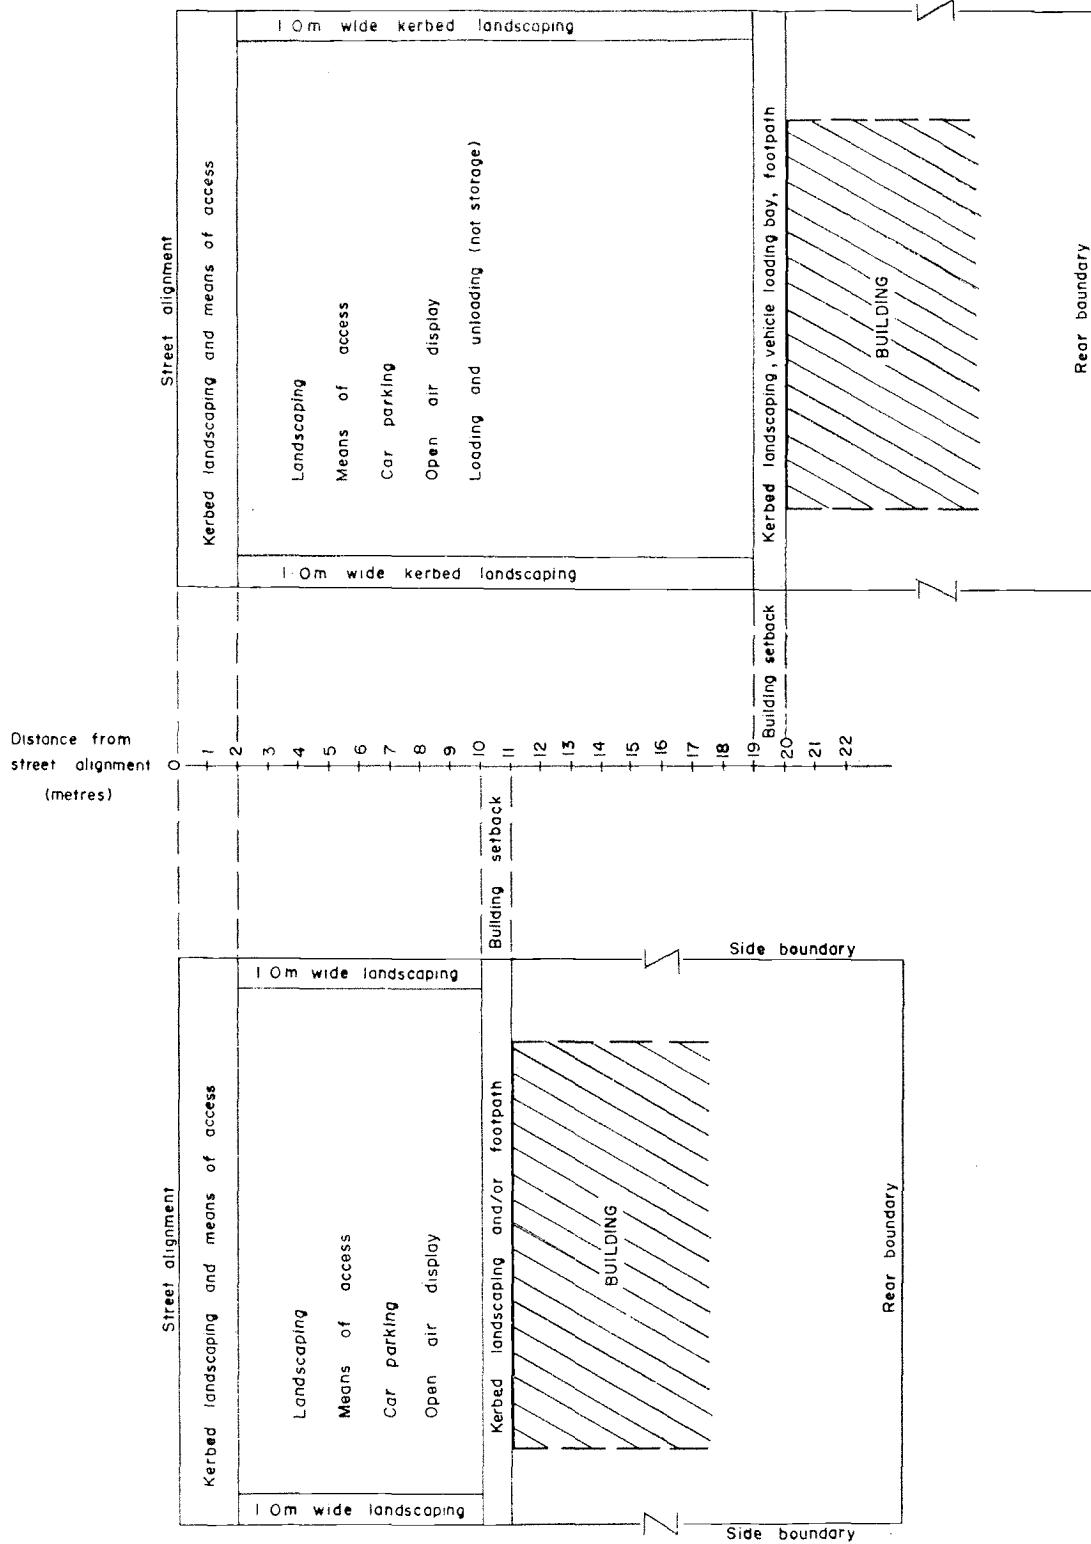 Street alignment
Kerbed landscaping and means of access
1·0m wide landscaping
1·0m wide landscaping
Landscaping
Means of access
Car parking
Open air display
Kerbed landscaping and/or footpath
BUILDING
Side boundary
Side boundary
Rear boundary
Building setback
Distance from
street alignment
(metres)
0
1
2
3
4
5
6
7
8
9
10
11
12
13
14
15
16
17
18
19
20
21
22
Building setback
Street alignment
Kerbed landscaping and means of access
1·0m wide kerbed landscaping
1·0m wide kerbed landscaping
Landscaping
Means of access
Car parking
Open air display
Loading and unloading (not storage)
Kerbed landscaping, vehicle loading bay, footpath
BUILDING
Rear boundary